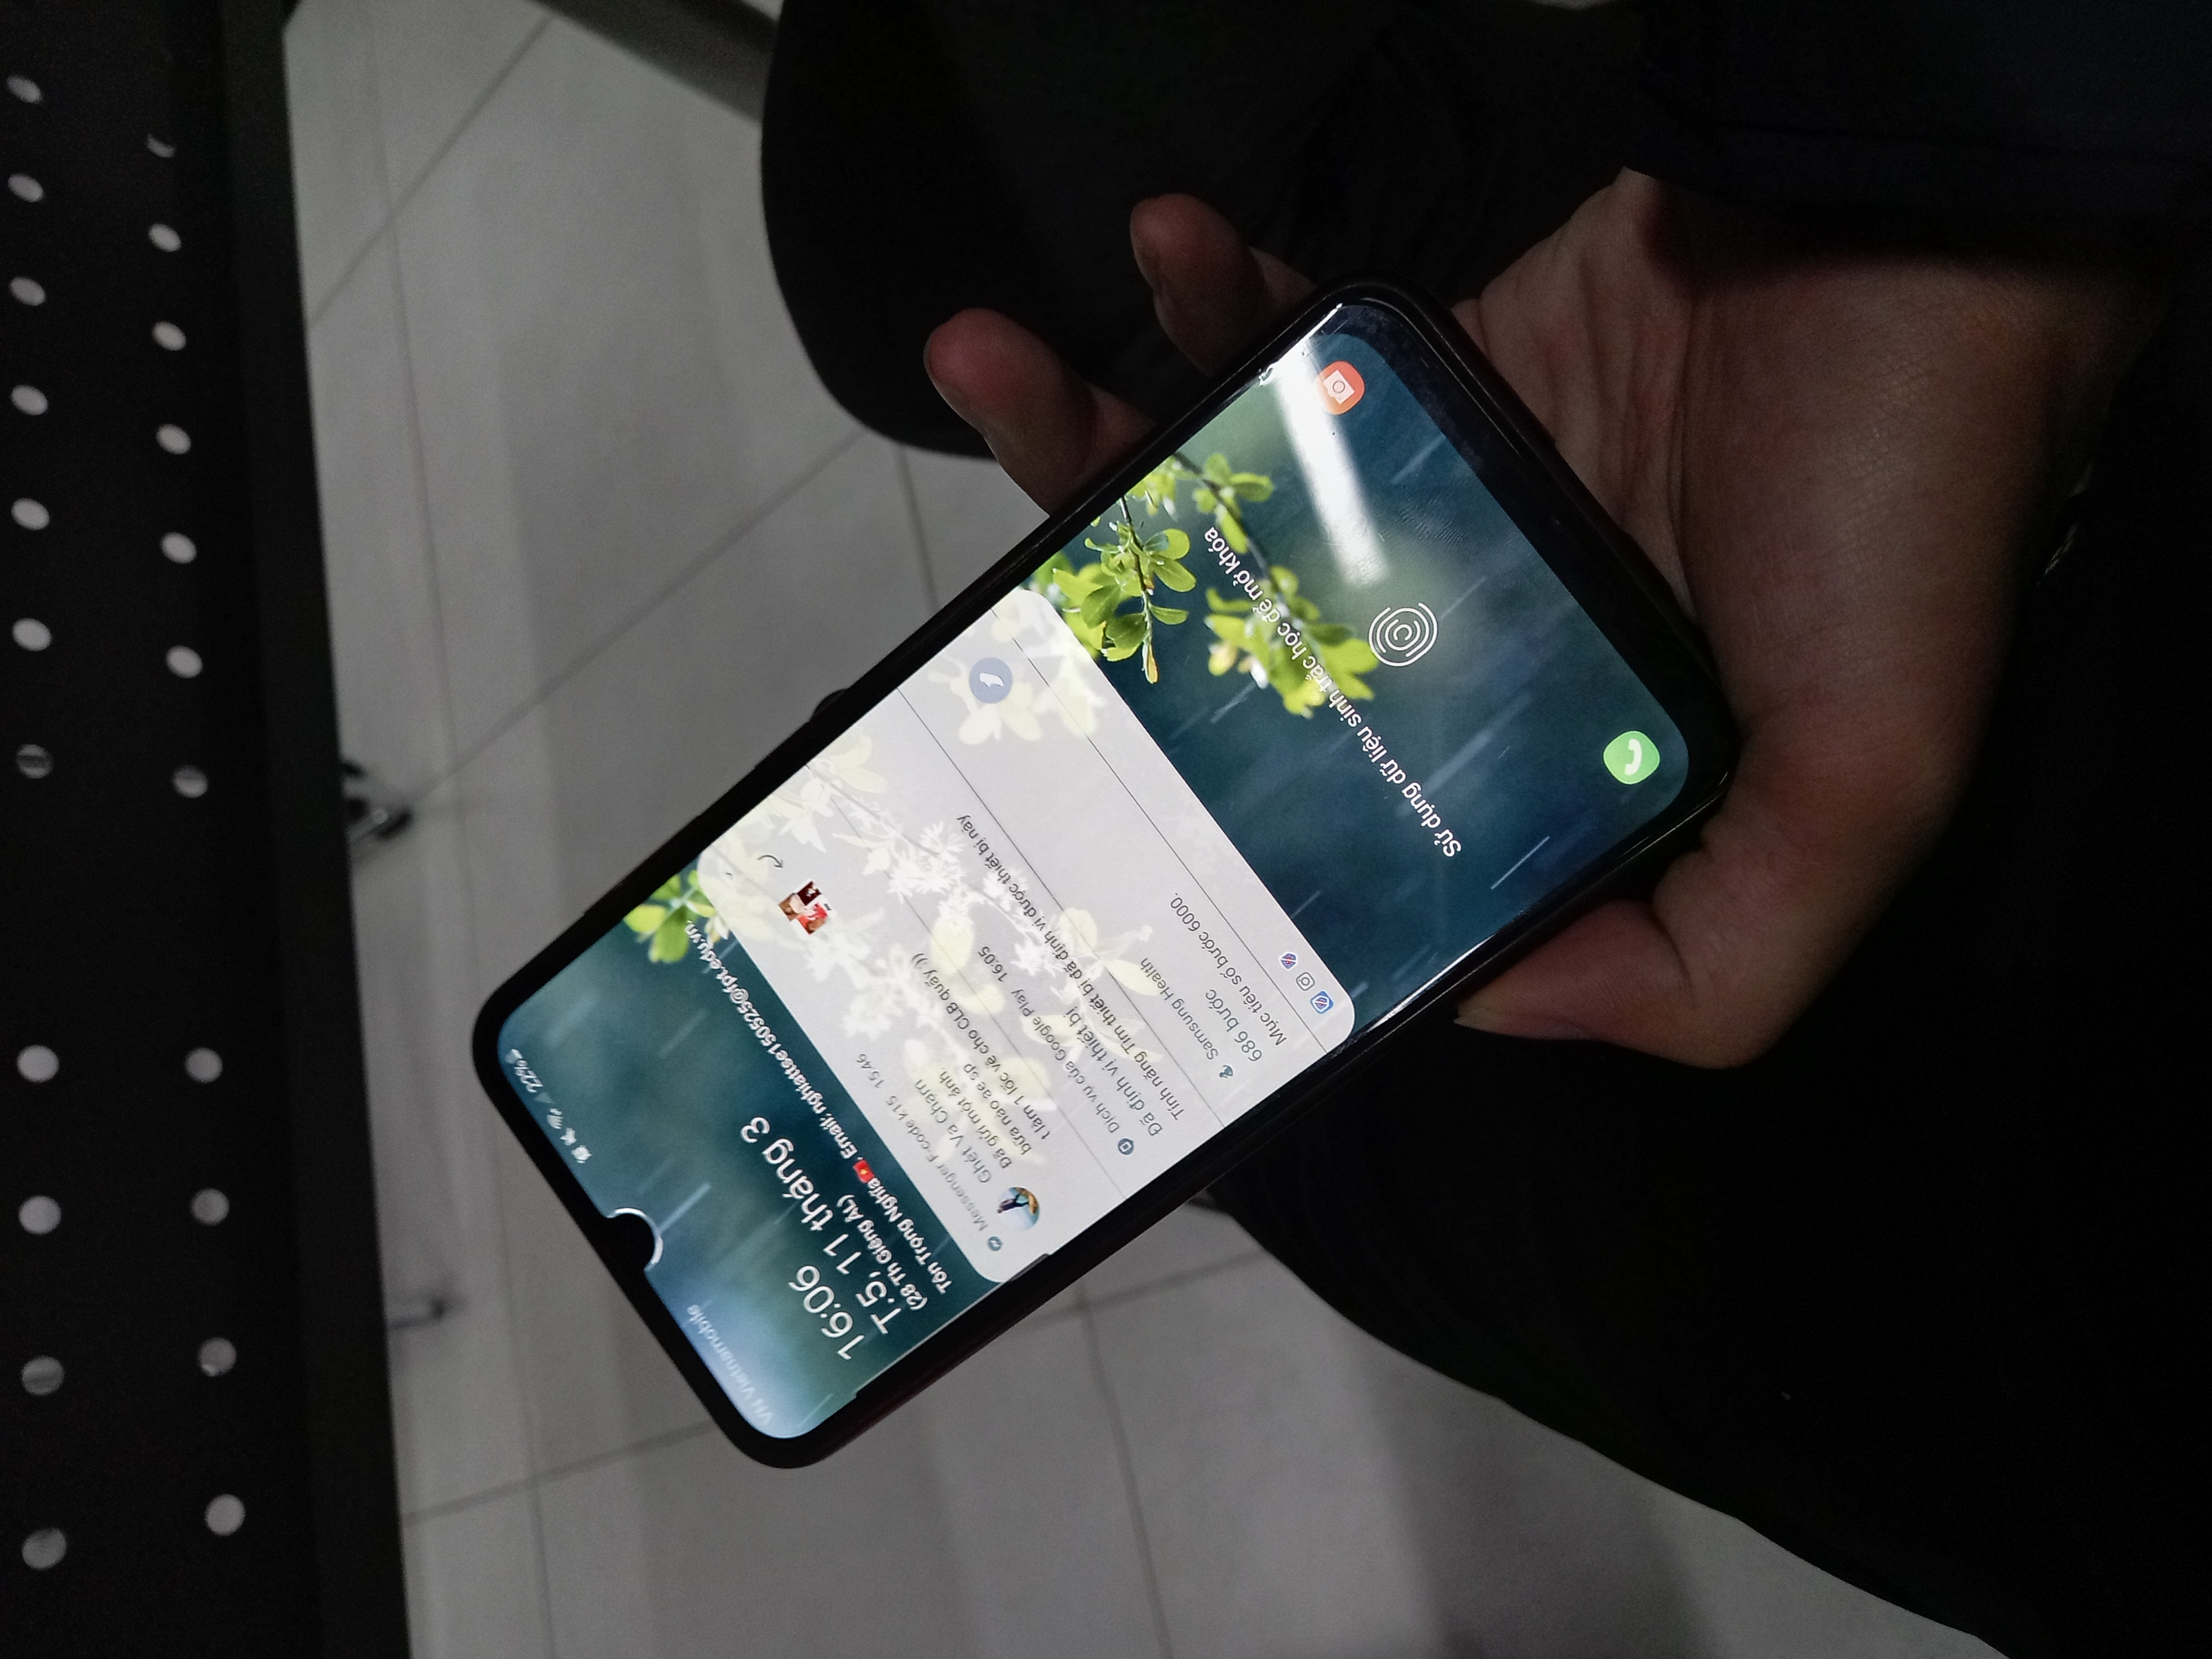 VN Vietnamobile
22%
16:06
T.5, 11 tháng 3
(28 Th Giêng ÂL)
Tôn Trọng Nghĩa🇻🇳, Email: nghiattse150525@fpt.edu.vn.
Messenger F-code k15 15:46
Ghét Va Chạm
Đã gửi một ảnh.
bữa nào ae sp
t làm 1 lốc về cho CLB quẩy :))
Dịch vụ của Google Play 16:05
Đã định vị thiết bị
Tính năng Tìm thiết bị đã định vị được thiết bị này
Samsung Health
686 bước
Mục tiêu số bước 6000.
Sử dụng dữ liệu sinh trắc học để mở khóa